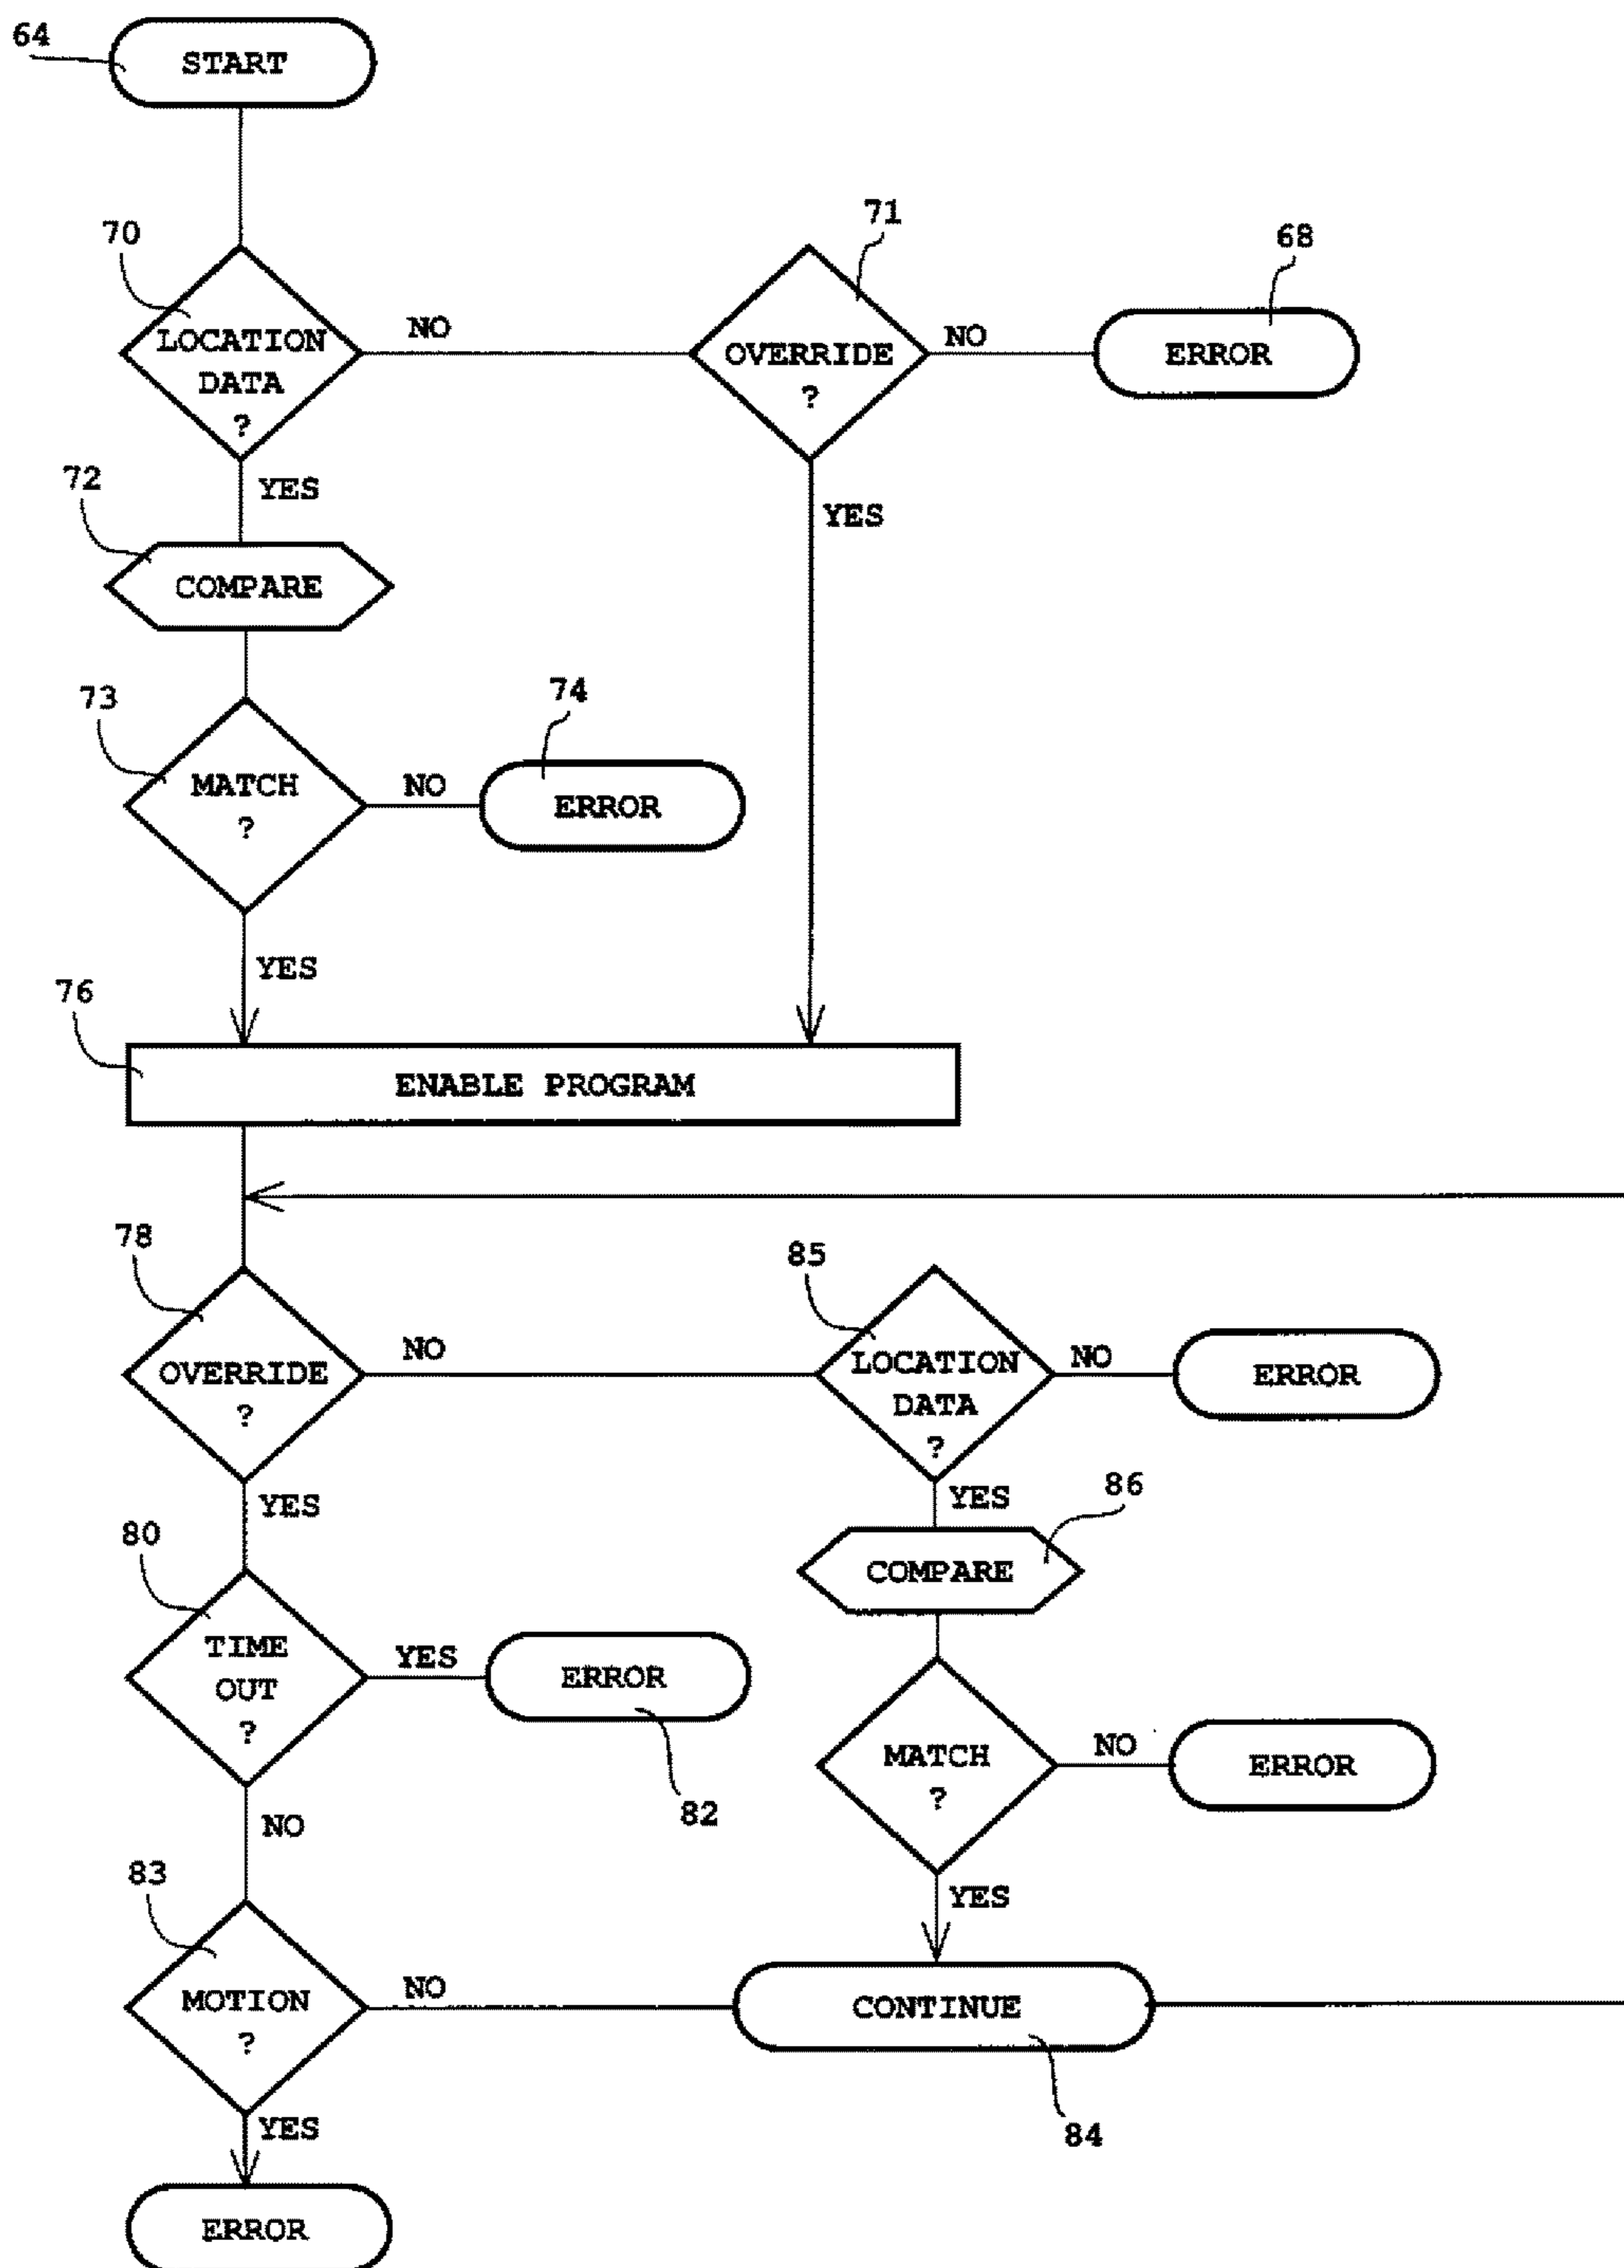 64
START
70
LOCATION
DATA
?
NO
71
OVERRIDE
?
NO
68
ERROR
YES
YES
72
COMPARE
73
MATCH
?
NO
74
ERROR
YES
76
ENABLE PROGRAM
78
OVERRIDE
?
NO
85
LOCATION
DATA
?
NO
ERROR
YES
YES
86
COMPARE
80
TIME
OUT
?
YES
ERROR
82
MATCH
?
NO
ERROR
NO
YES
83
MOTION
?
NO
CONTINUE
84
YES
ERROR